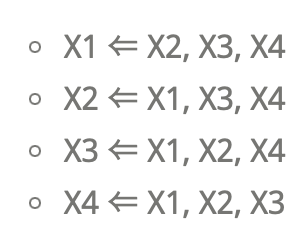 ○ X1 ⇐ X2, X3, X4
○ X2 ⇐ X1, X3, X4
○ X3 ⇐ X1, X2, X4
○ X4 ⇐ X1, X2, X3